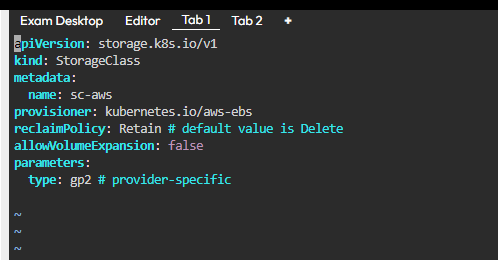 Exam Desktop Editor Tab 1 Tab 2 +
apiVersion: storage.k8s.io/v1
kind: StorageClass
metadata:
  name: sc-aws
provisioner: kubernetes.io/aws-ebs
reclaimPolicy: Retain # default value is Delete
allowVolumeExpansion: false
parameters:
  type: gp2 # provider-specific
~
~
~